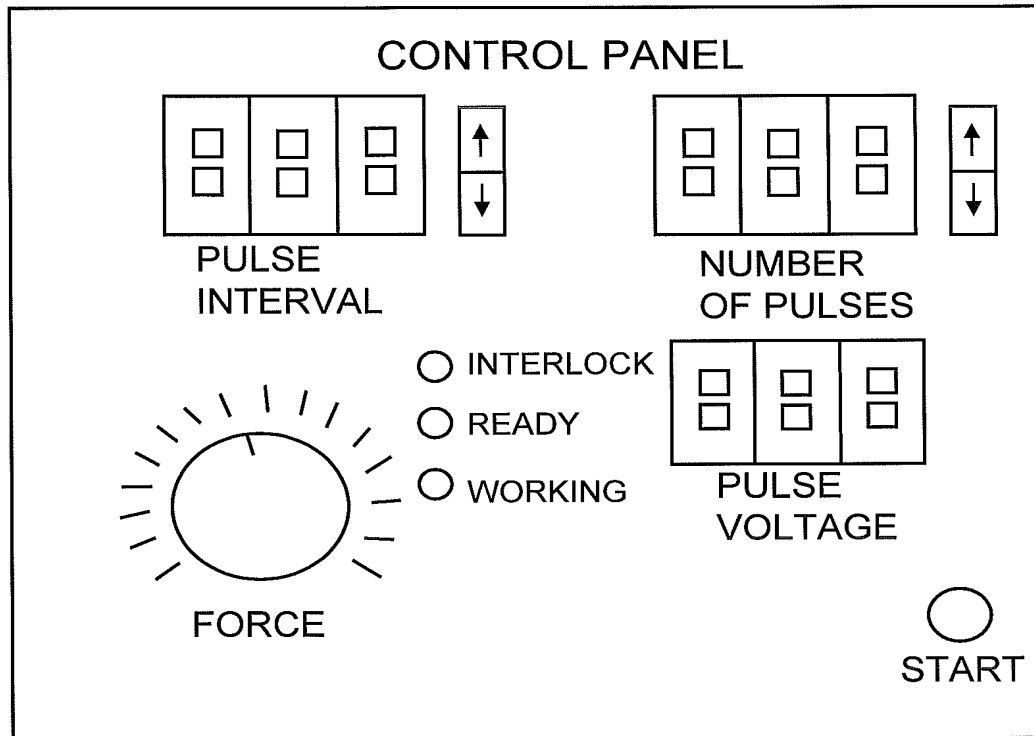 CONTROL PANEL
PULSE
INTERVAL
NUMBER
OF PULSES
INTERLOCK
READY
WORKING
PULSE
VOLTAGE
FORCE
START